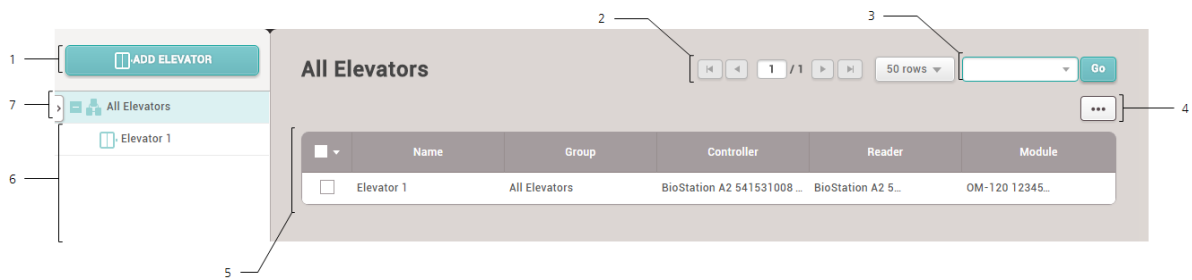 2
3
1
ADD ELEVATOR
All Elevators
1 / 1
50 rows
Go
7
All Elevators
•••
4
Elevator 1
Name Group Controller Reader Module
6
Elevator 1 All Elevators BioStation A2 541531008 ... BioStation A2 5... OM-120 12345...
5